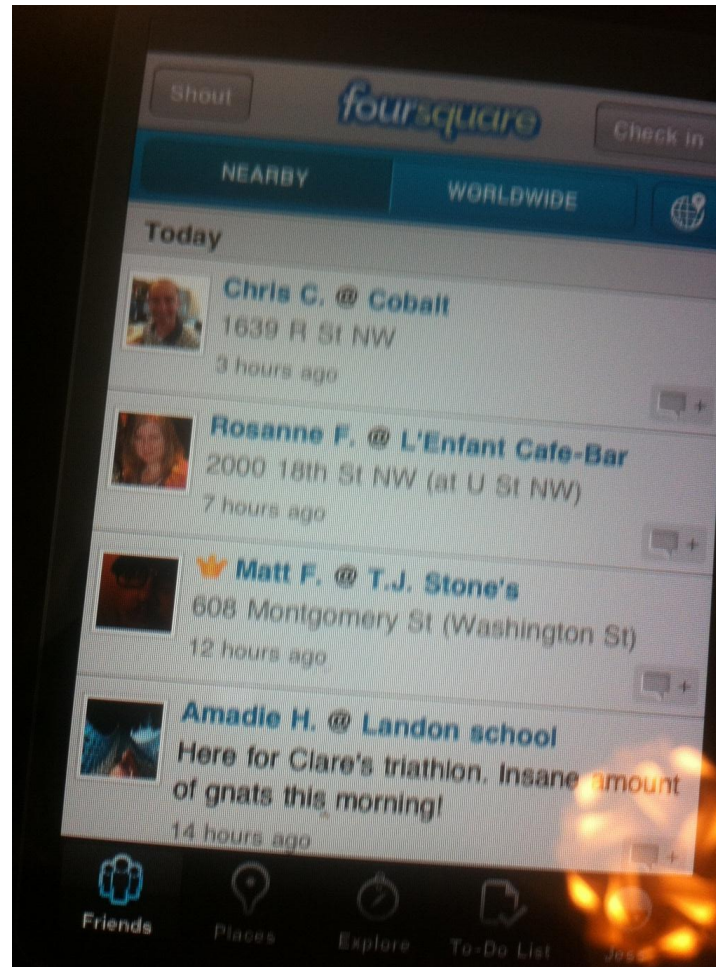 Shout
foursquare
Check in
NEARBY
WORLDWIDE
Today
Chris C. @ Cobalt
1639 R St NW
3 hours ago
+
Rosanne F. @ L'Enfant Cafe-Bar
2000 18th St NW (at U St NW)
7 hours ago
+
Matt F. @ T.J. Stone's
608 Montgomery St (Washington St)
12 hours ago
+
Amadie H. @ Landon school
Here for Clare's triathlon. Insane amount
of gnats this morning!
14 hours ago
+
Friends
Places
Explore
To-Do List